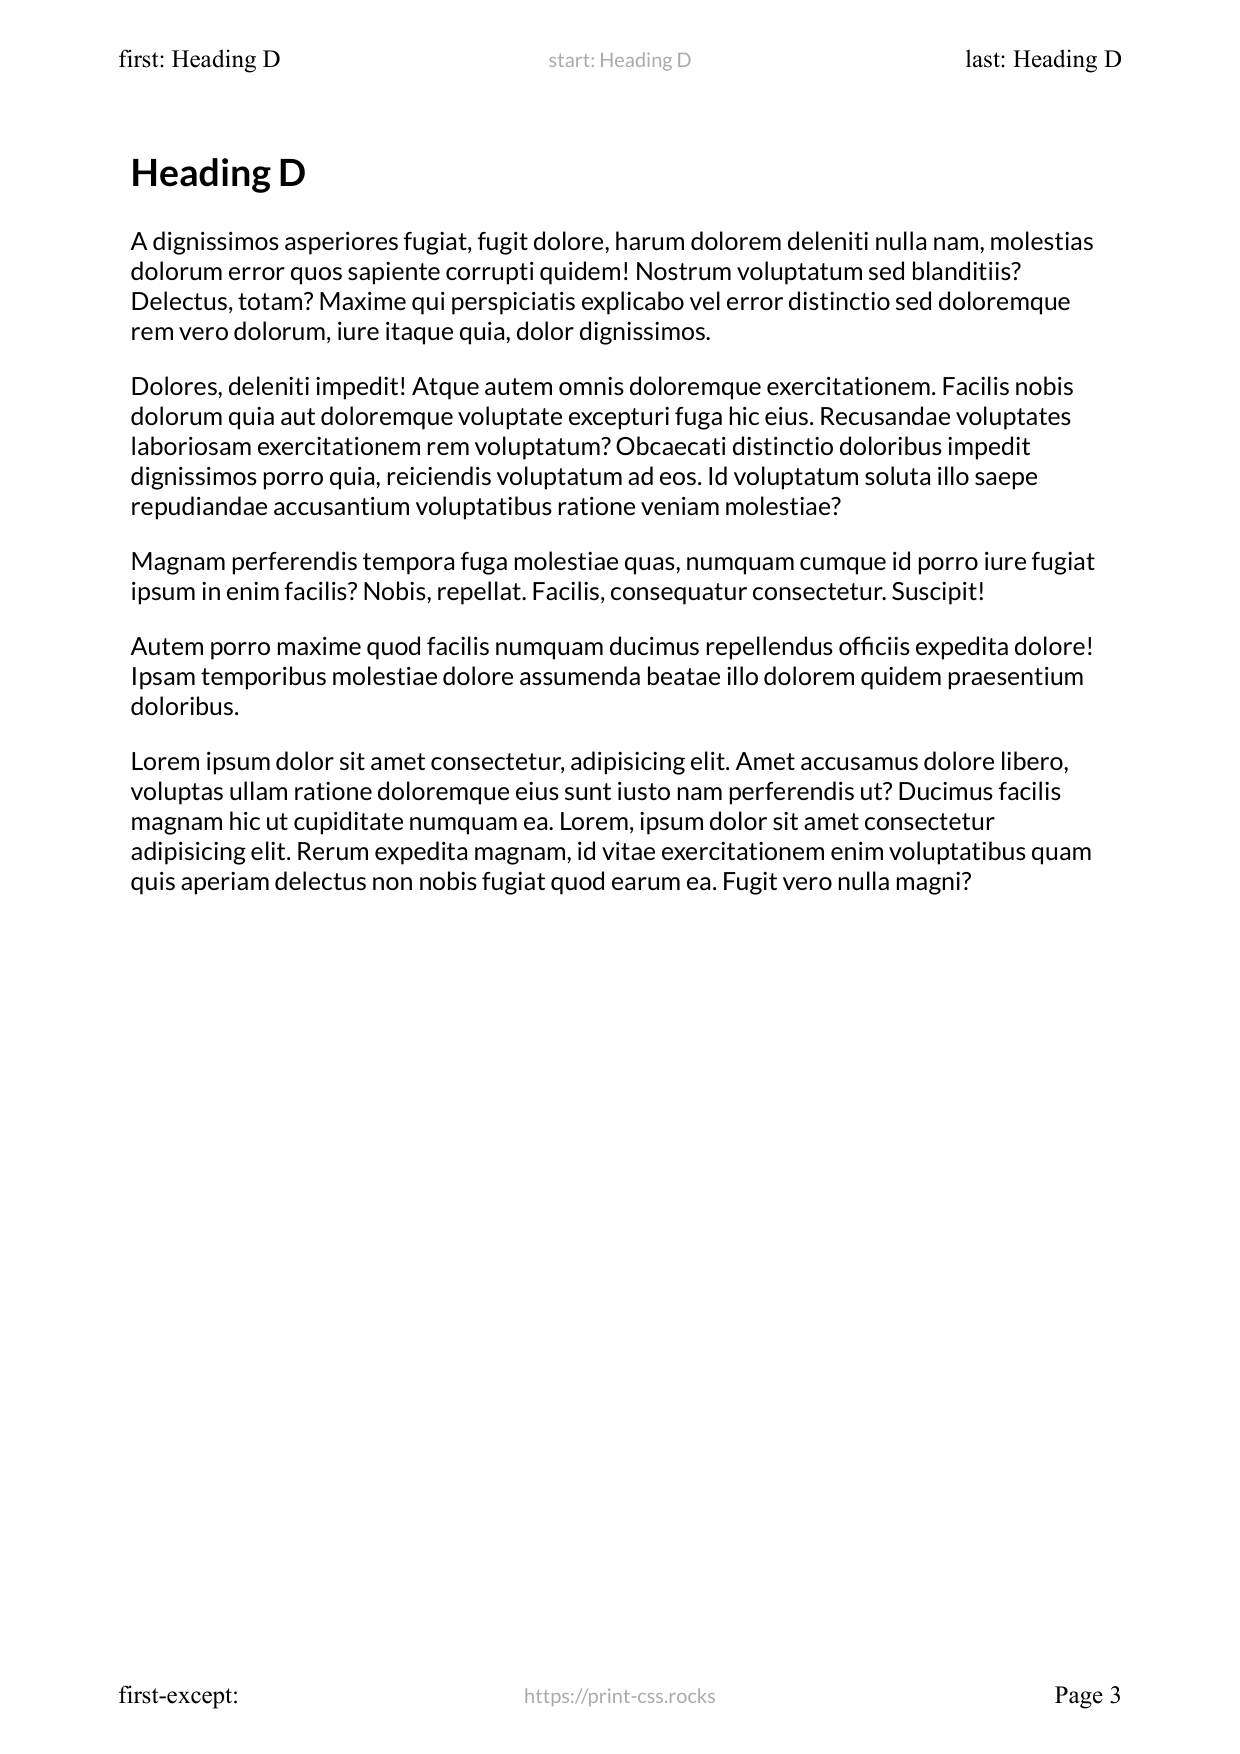 first: Heading D
start: Heading D
last: Heading D
Heading D
A dignissimos asperiores fugiat, fugit dolore, harum dolorem deleniti nulla nam, molestias
dolorum error quos sapiente corrupti quidem! Nostrum voluptatum sed blanditiis?
Delectus, totam? Maxime qui perspiciatis explicabo vel error distinctio sed doloremque
rem vero dolorum, iure itaque quia, dolor dignissimos.
Dolores, deleniti impedit! Atque autem omnis doloremque exercitationem. Facilis nobis
dolorum quia aut doloremque voluptate excepturi fuga hic eius. Recusandae voluptates
laboriosam exercitationem rem voluptatum? Obcaecati distinctio doloribus impedit
dignissimos porro quia, reiciendis voluptatum ad eos. Id voluptatum soluta illo saepe
repudiandae accusantium voluptatibus ratione veniam molestiae?
Magnam perferendis tempora fuga molestiae quas, numquam cumque id porro iure fugiat
ipsum in enim facilis? Nobis, repellat. Facilis, consequatur consectetur. Suscipit!
Autem porro maxime quod facilis numquam ducimus repellendus officiis expedita dolore!
Ipsam temporibus molestiae dolore assumenda beatae illo dolorem quidem praesentium
doloribus.
Lorem ipsum dolor sit amet consectetur, adipisicing elit. Amet accusamus dolore libero,
voluptas ullam ratione doloremque eius sunt iusto nam perferendis ut? Ducimus facilis
magnam hic ut cupiditate numquam ea. Lorem, ipsum dolor sit amet consectetur
adipisicing elit. Rerum expedita magnam, id vitae exercitationem enim voluptatibus quam
quis aperiam delectus non nobis fugiat quod earum ea. Fugit vero nulla magni?
first-except:
https://print-css.rocks
Page 3